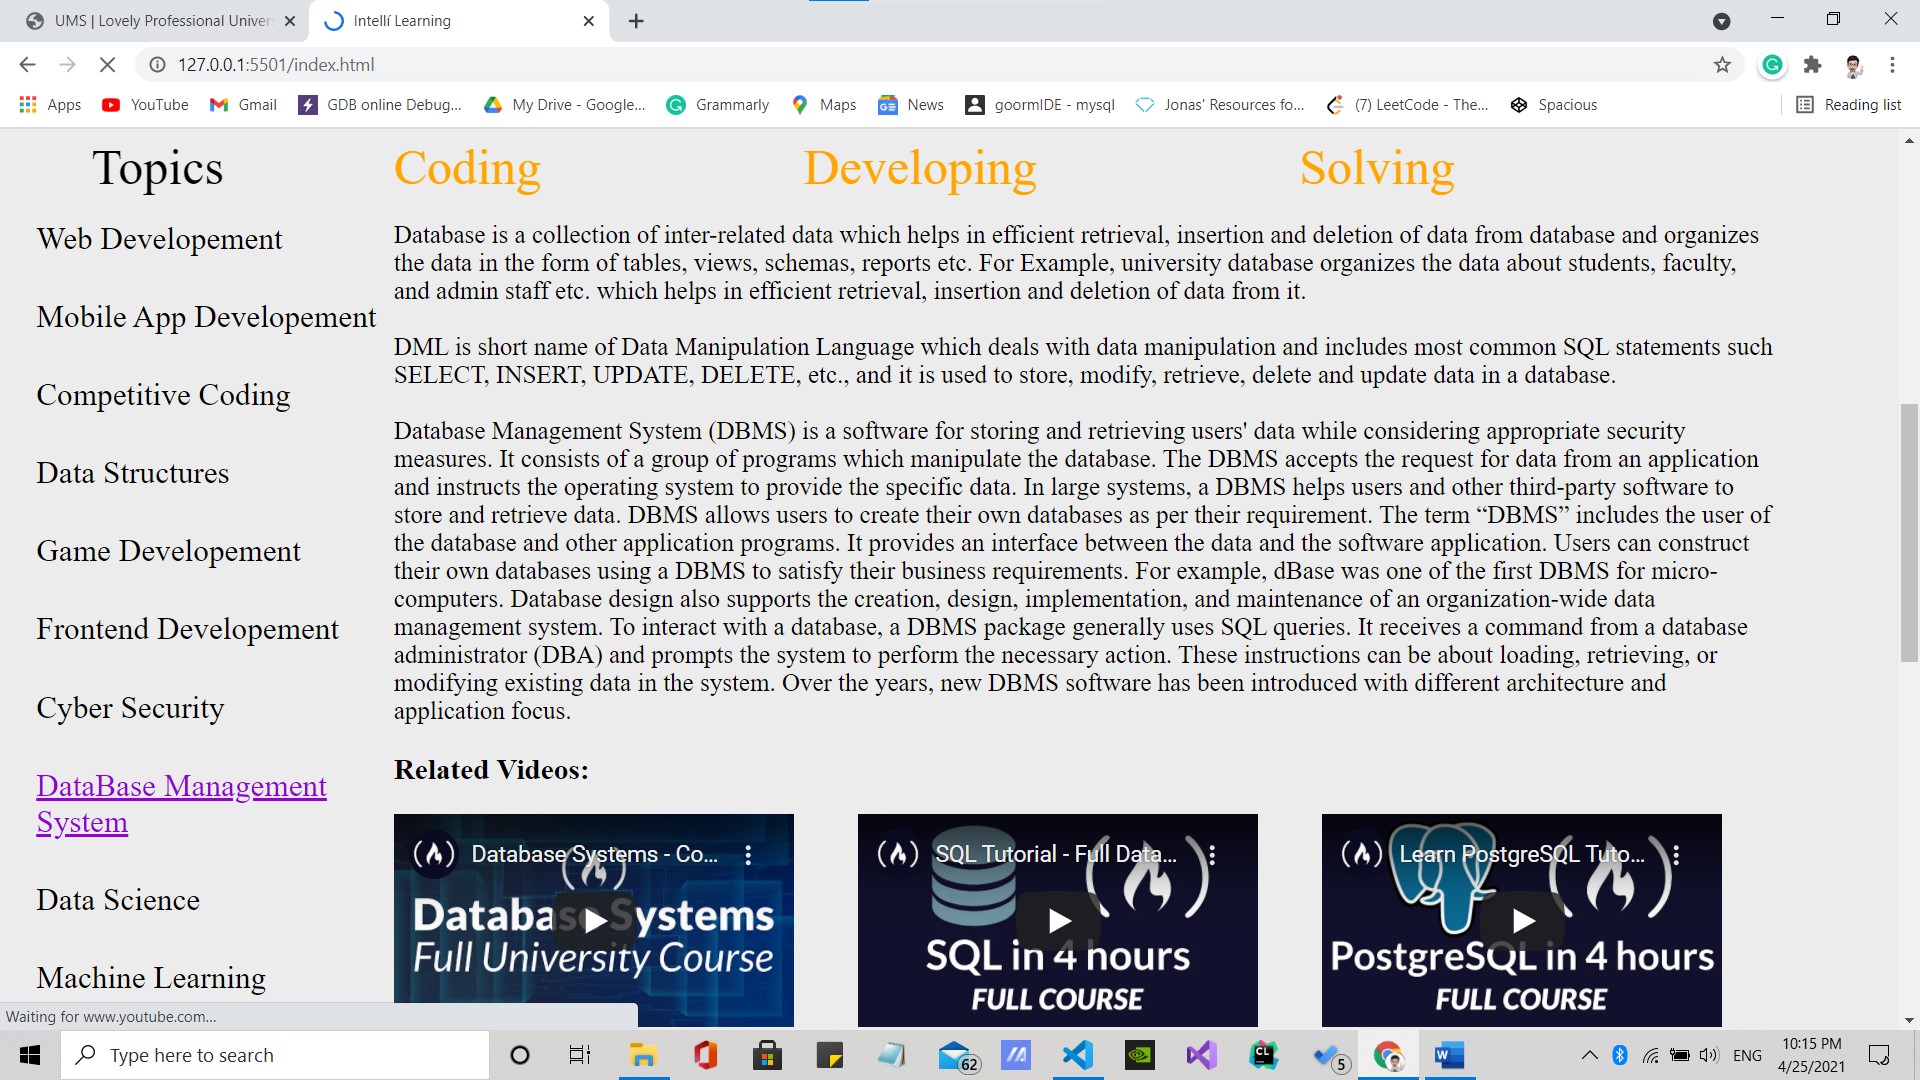 UMS | Lovely Professional Univer
Intellí Learning
127.0.0.1:5501/index.html
Apps
YouTube
Gmail
GDB online Debug...
My Drive - Google...
Grammarly
Maps
News
goormIDE - mysql
Jonas' Resources fo...
(7) LeetCode - The...
Spacious
Reading list
Topics
Coding
Developing
Solving
Web Developement
Mobile App Developement
Competitive Coding
Data Structures
Game Developement
Frontend Developement
Cyber Security
DataBase Management
System
Data Science
Machine Learning
Database is a collection of inter-related data which helps in efficient retrieval, insertion and deletion of data from database and organizes
the data in the form of tables, views, schemas, reports etc. For Example, university database organizes the data about students, faculty,
and admin staff etc. which helps in efficient retrieval, insertion and deletion of data from it.
DML is short name of Data Manipulation Language which deals with data manipulation and includes most common SQL statements such
SELECT, INSERT, UPDATE, DELETE, etc., and it is used to store, modify, retrieve, delete and update data in a database.
Database Management System (DBMS) is a software for storing and retrieving users' data while considering appropriate security
measures. It consists of a group of programs which manipulate the database. The DBMS accepts the request for data from an application
and instructs the operating system to provide the specific data. In large systems, a DBMS helps users and other third-party software to
store and retrieve data. DBMS allows users to create their own databases as per their requirement. The term “DBMS” includes the user of
the database and other application programs. It provides an interface between the data and the software application. Users can construct
their own databases using a DBMS to satisfy their business requirements. For example, dBase was one of the first DBMS for micro-
computers. Database design also supports the creation, design, implementation, and maintenance of an organization-wide data
management system. To interact with a database, a DBMS package generally uses SQL queries. It receives a command from a database
administrator (DBA) and prompts the system to perform the necessary action. These instructions can be about loading, retrieving, or
modifying existing data in the system. Over the years, new DBMS software has been introduced with different architecture and
application focus.
Related Videos:
Database Systems - Co...
Database Systems
Full University Course
SQL Tutorial - Full Data...
SQL in 4 hours
FULL COURSE
Learn PostgreSQL Tuto...
PostgreSQL in 4 hours
FULL COURSE
Waiting for www.youtube.com...
Type here to search
62
CL
5
W
ENG
10:15 PM
4/25/2021